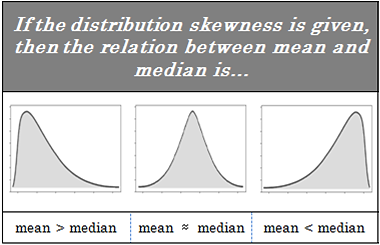 If the distribution skewness is given,
then the relation between mean and
median is...
mean > median mean ≈ median mean < median